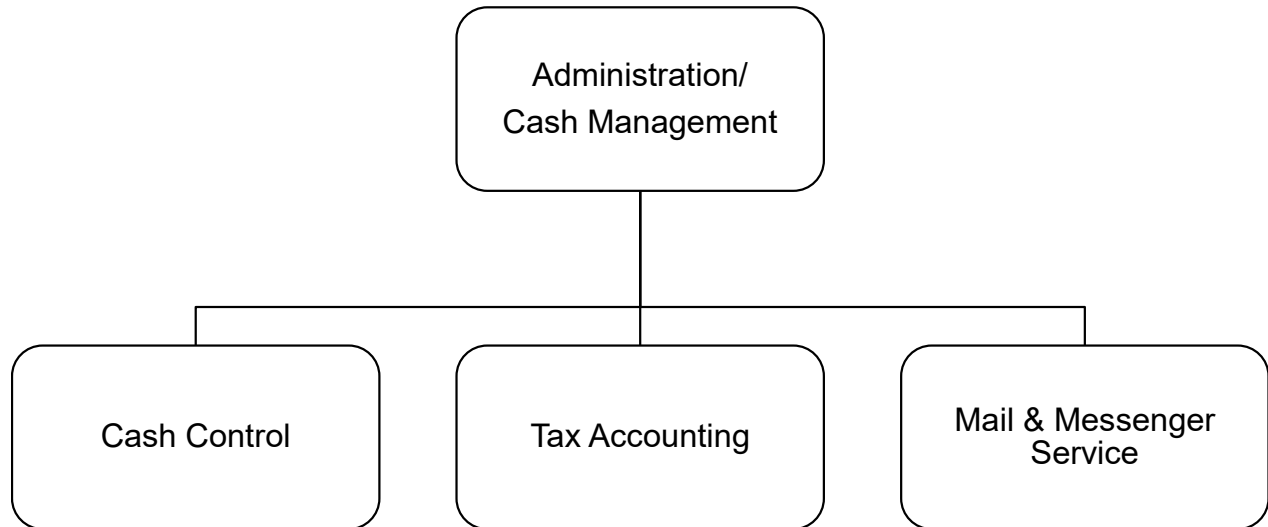 Administration/
Cash Management
Cash Control
Tax Accounting
Mail & Messenger
Service